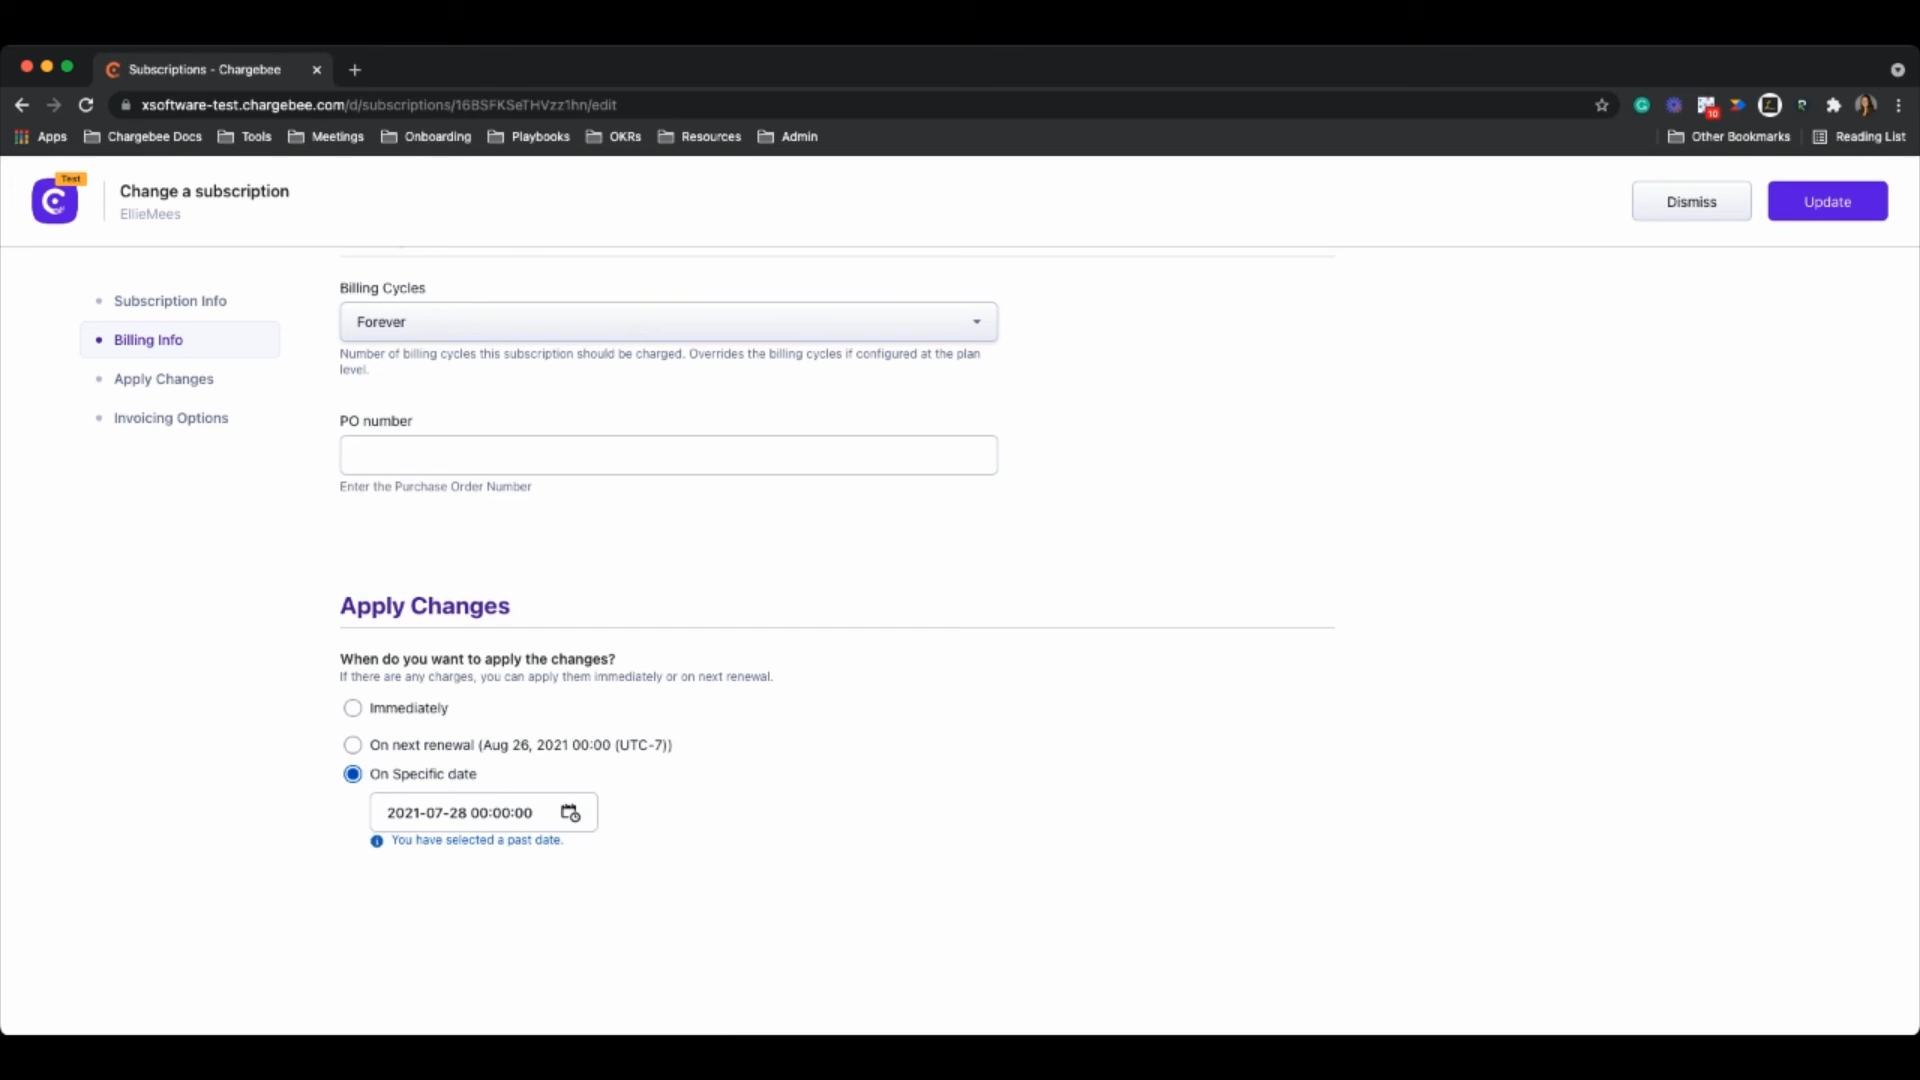 Subscriptions - Chargebee
xsoftware-test.chargebee.com/d/subscriptions/16BSFKSeTHVzz1hn/edit
10
Apps
Chargebee Docs
Tools
Meetings
Onboarding
Playbooks
OKRs
Resources
Admin
Other Bookmarks
Reading List
Test
Change a subscription
EllieMees
Dismiss
Update
Subscription Info
Billing Info
Apply Changes
Invoicing Options
Billing Cycles
Forever
Number of billing cycles this subscription should be charged. Overrides the billing cycles if configured at the plan
level.
PO number
Enter the Purchase Order Number
Apply Changes
When do you want to apply the changes?
If there are any charges, you can apply them immediately or on next renewal.
Immediately
On next renewal (Aug 26, 2021 00:00 (UTC-7))
On Specific date
2021-07-28 00:00:00
You have selected a past date.